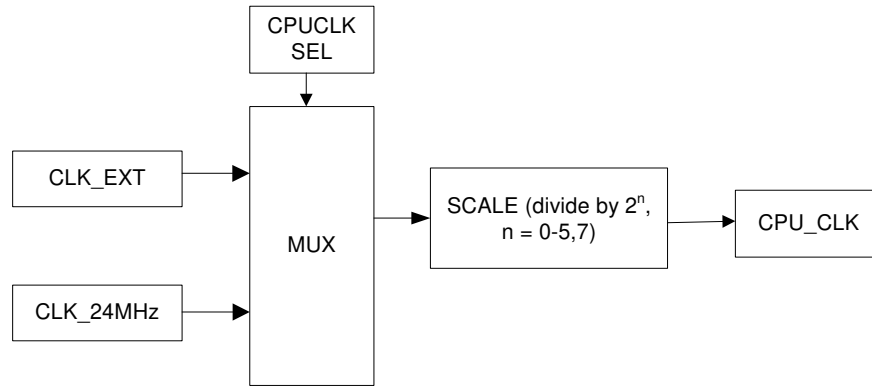 CPUCLK
SEL
CLK_EXT
MUX
CLK_24MHz
SCALE (divide by 2ⁿ,
n = 0-5,7)
CPU_CLK